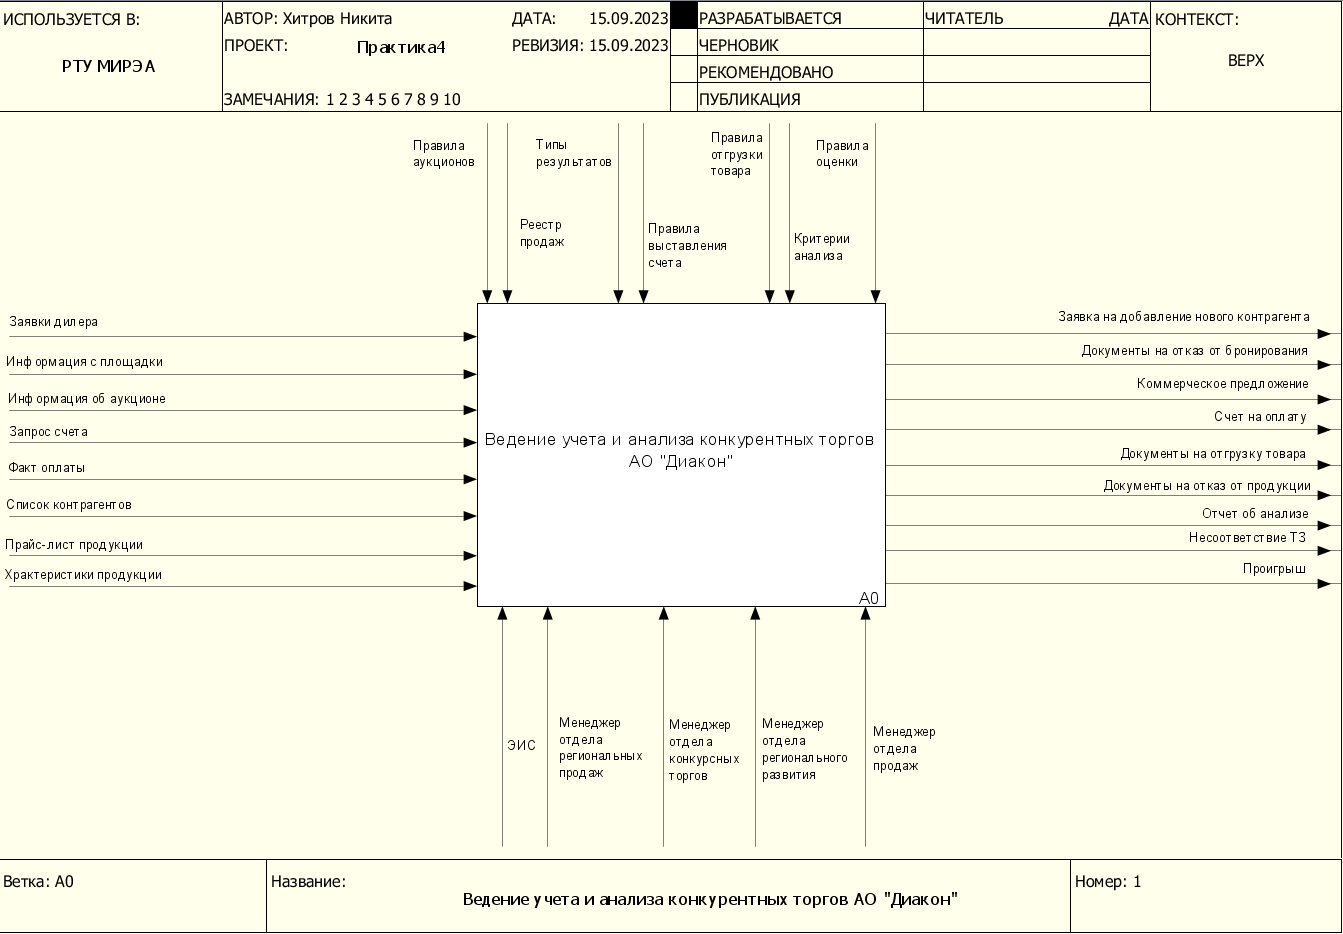 ИСПОЛЬЗУЕТСЯ В:
РТУ МИРЭА
АВТОР: Хитров Никита
ДАТА: 15.09.2023
ПРОЕКТ: Практика4
РЕВИЗИЯ: 15.09.2023
ЗАМЕЧАНИЯ: 1 2 3 4 5 6 7 8 9 10
РАЗРАБАТЫВАЕТСЯ
ЧЕРНОВИК
РЕКОМЕНДОВАНО
ПУБЛИКАЦИЯ
ЧИТАТЕЛЬ ДАТА
КОНТЕКСТ:
ВЕРХ
Правила
аукционов
Реестр
продаж
Типы
результатов
Правила
выставления
счета
Правила
отгрузки
товара
Критерии
анализа
Правила
оценки
Заявки дилера
Информация с площадки
Информация об аукционе
Запрос счета
Факт оплаты
Список контрагентов
Прайс-лист продукции
Храктеристики продукции
Ведение учета и анализа конкурентных торгов
АО "Диакон"
A0
Заявка на добавление нового контрагента
Документы на отказ от бронирования
Коммерческое предложение
Счет на оплату
Документы на отгрузку товара
Документы на отказ от продукции
Отчет об анализе
Несоответствие ТЗ
Проигрыш
ЭИС
Менеджер
отдела
региональных
продаж
Менеджер
отдела
конкурсных
торгов
Менеджер
отдела
регионального
развития
Менеджер
отдела
продаж
Ветка: A0
Название:
Ведение учета и анализа конкурентных торгов АО "Диакон"
Номер: 1